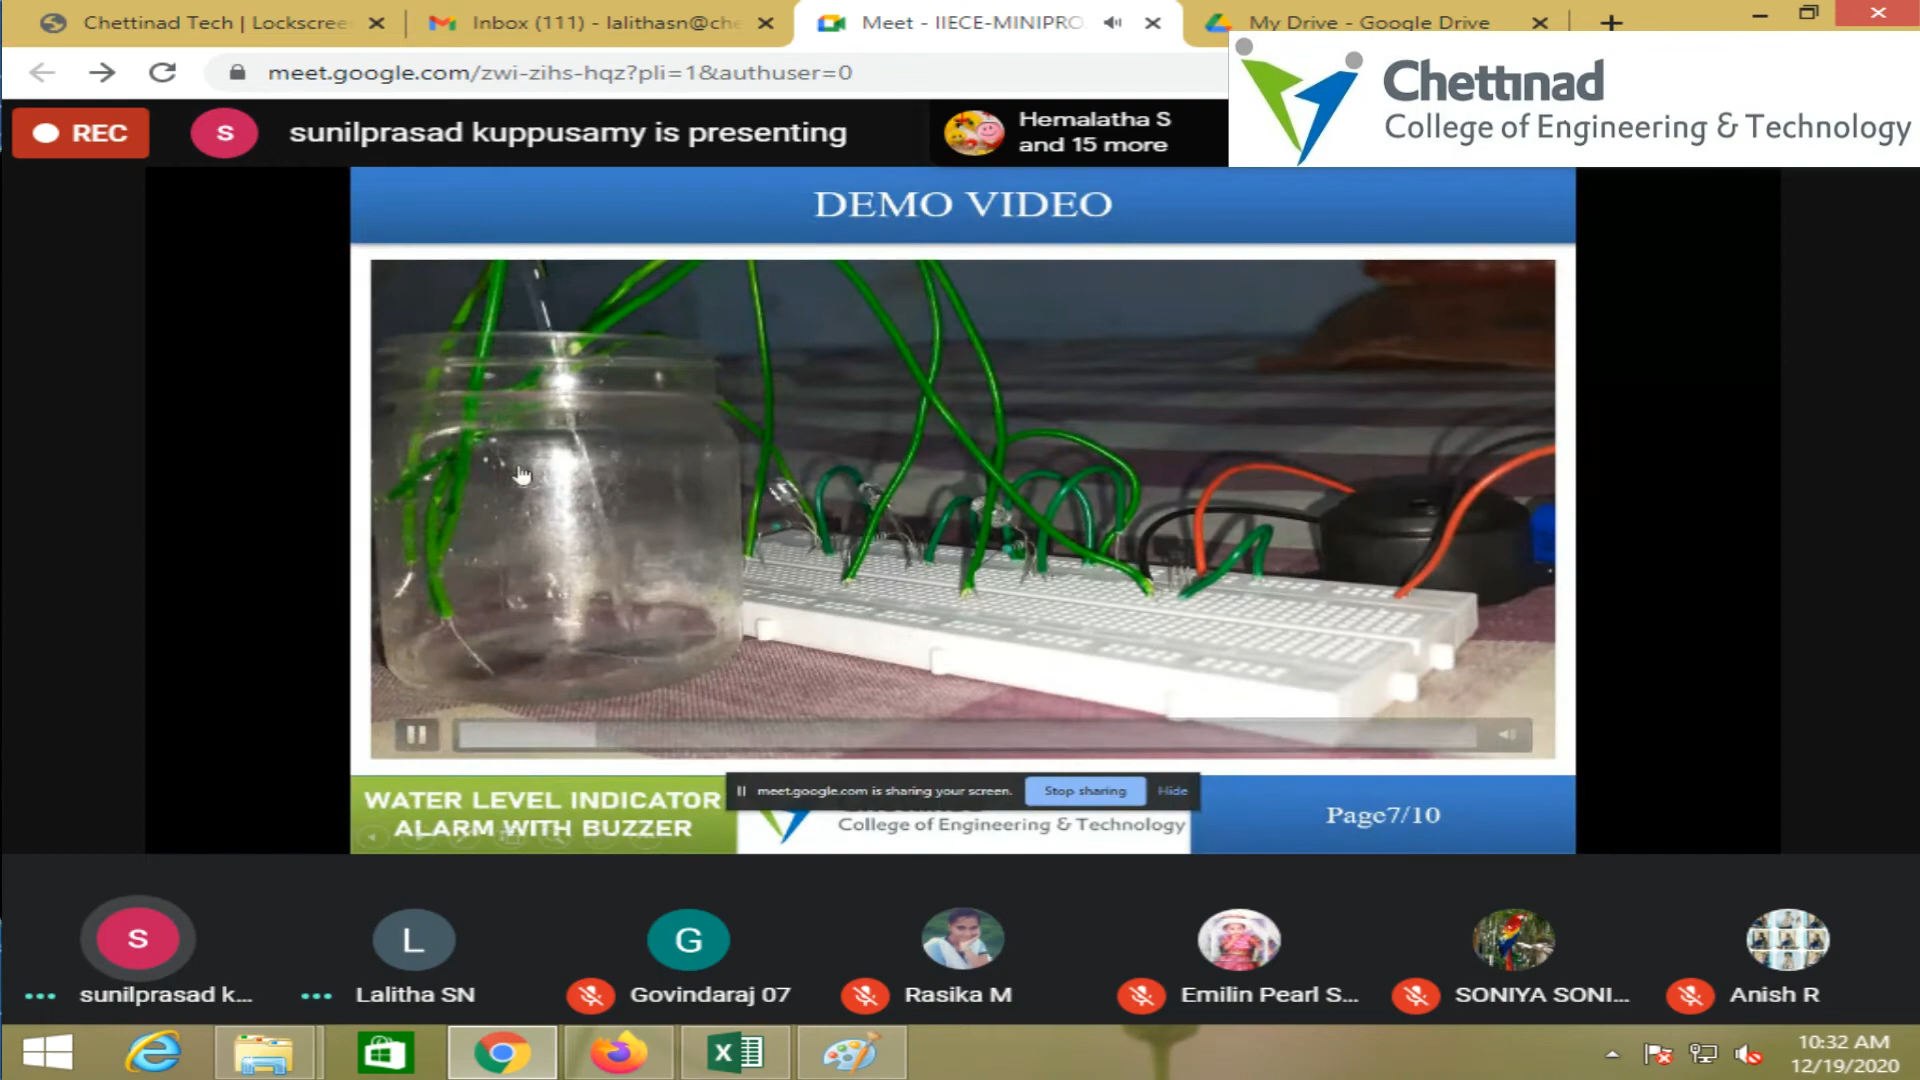 Chettinad Tech | Lockscree
Inbox (111) - lalithasn@che
Meet - IIECE-MINIPRO
My Drive - Google Drive
meet.google.com/zwi-zihs-hqz?pli=1&authuser=0
Chettinad
College of Engineering & Technology
REC
S
sunilprasad kuppusamy is presenting
Hemalatha S
and 15 more
DEMO VIDEO
meet.google.com is sharing your screen.
Stop sharing
Hide
WATER LEVEL INDICATOR
ALARM WITH BUZZER
College of Engineering & Technology
Page7/10
S
L
G
sunilprasad k...
Lalitha SN
Govindaraj 07
Rasika M
Emilin Pearl S...
SONIYA SONI...
Anish R
10:32 AM
12/19/2020